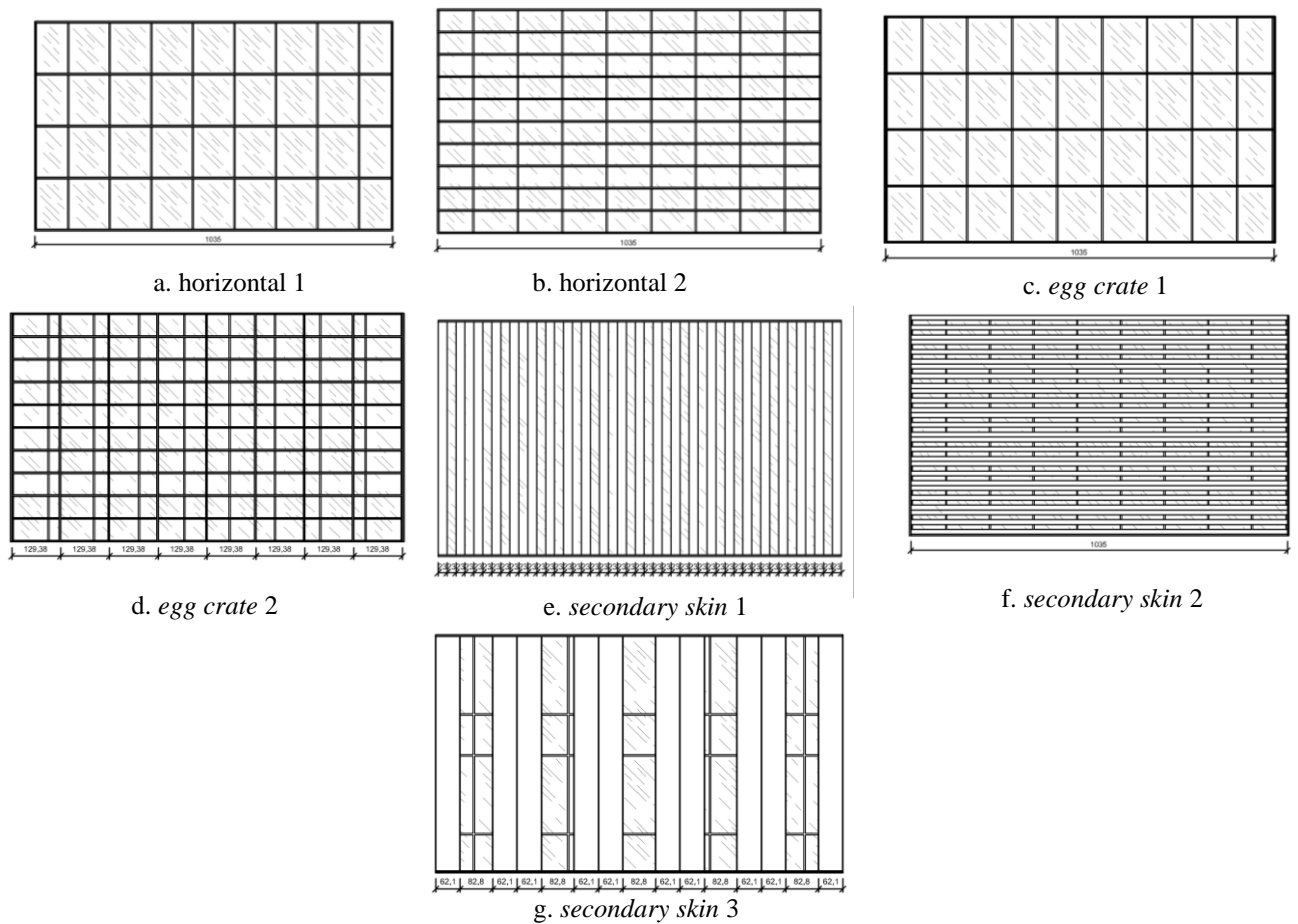 1035
1035
1035
a. horizontal 1
b. horizontal 2
c. egg crate 1
129,38 129,38 129,38 129,38 129,38 129,38 129,38 129,38
1035
d. egg crate 2
e. secondary skin 1
f. secondary skin 2
62,1 82,8 62,1 62,1 82,8 62,1 62,1 82,8 62,1 62,1 82,8 62,1 62,1 82,8 62,1
g. secondary skin 3